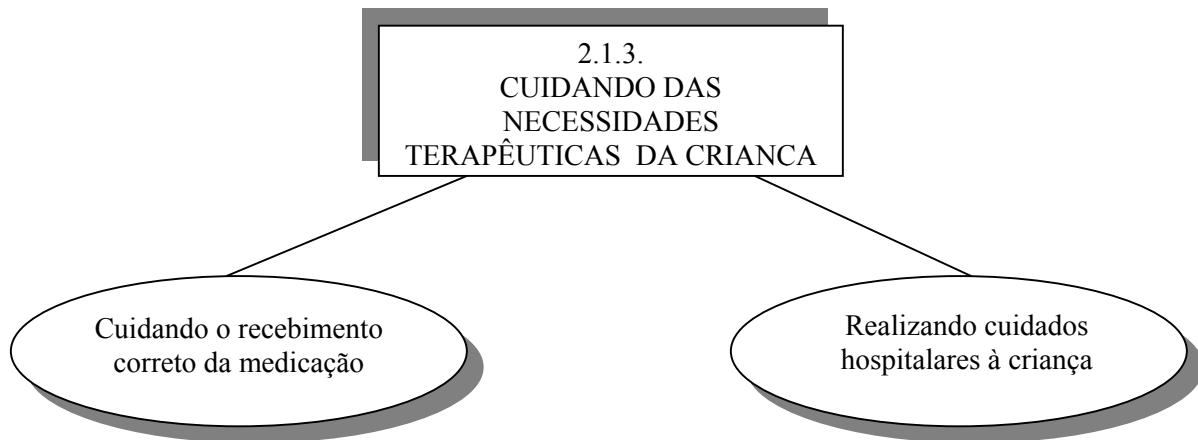 2.1.3.
CUIDANDO DAS
NECESSIDADES
TERAPÊUTICAS DA CRIANCA
Cuidando o recebimento
correto da medicação
Realizando cuidados
hospitalares à criança